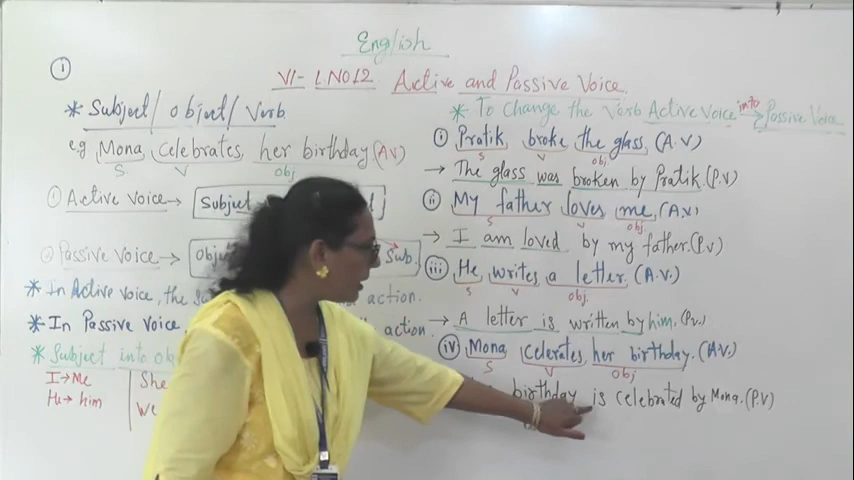 English
①
VI- L.NO12 Active and Passive Voice.
* Subject/object/Verb
e.g Mona celebrates her birthday (AV)
S. V obj
① Active voice → Subject
② Passive voice → Obj Sub.
* In Active voice, the action.
* In Passive voice action.
* Subject into
I → Me
He → him
She
We
* To Change the Verb Active Voice into → Passive Voice
(i) Pratik broke the glass. (A.V)
S V obj
→ The glass was broken by Pratik. (P.V)
(ii) My father loves me. (A.V)
S V obj.
→ I am loved by my father. (P.V)
(iii) He writes a letter. (A.V.)
S V obj.
→ A letter is written by him. (P.V.)
(iv) Mona celerates her birthday. (A.V.)
S V obj
birthday is celebrated by Mona. (P.V)